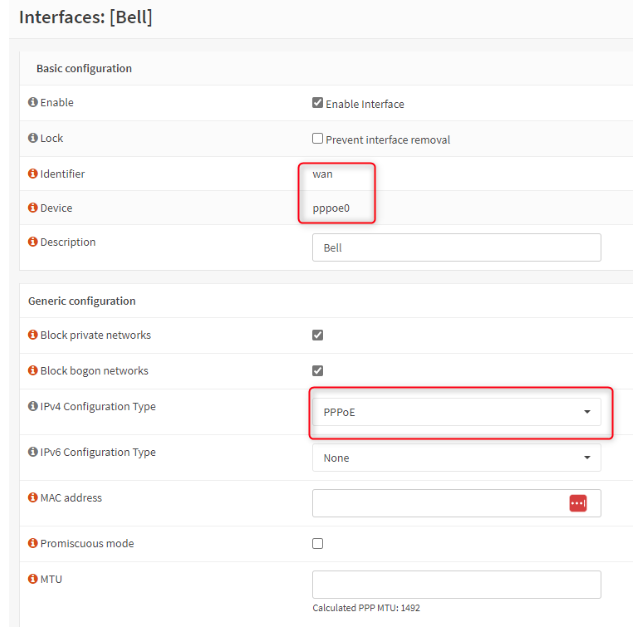 Interfaces: [Bell]
Basic configuration
Enable Enable Interface
Lock Prevent interface removal
Identifier wan
Device pppoe0
Description Bell
Generic configuration
Block private networks
Block bogon networks
IPv4 Configuration Type PPPoE
IPv6 Configuration Type None
MAC address
Promiscuous mode
MTU
Calculated PPP MTU: 1492